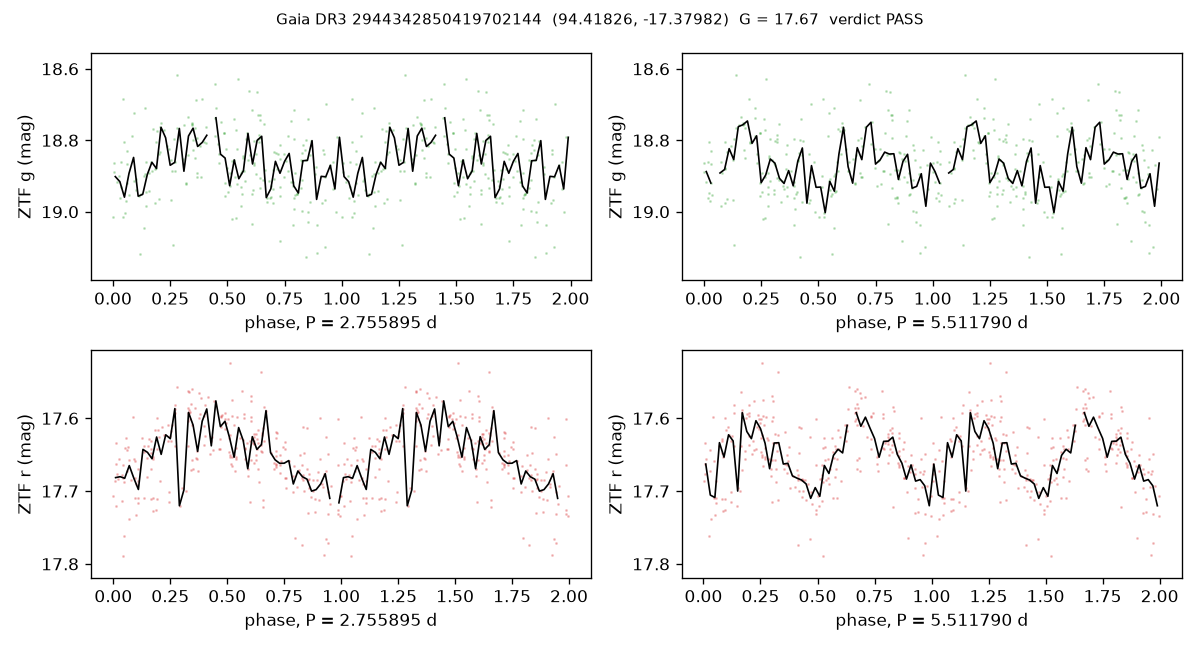 Gaia DR3 2944342850419702144  (94.41826, -17.37982)  G = 17.67  verdict PASS
18.6
18.8
19.0
ZTF g (mag)
0.00 0.25 0.50 0.75 1.00 1.25 1.50 1.75 2.00
phase, P = 2.755895 d
18.6
18.8
19.0
ZTF g (mag)
0.00 0.25 0.50 0.75 1.00 1.25 1.50 1.75 2.00
phase, P = 5.511790 d
17.6
17.7
17.8
ZTF r (mag)
0.00 0.25 0.50 0.75 1.00 1.25 1.50 1.75 2.00
phase, P = 2.755895 d
17.6
17.7
17.8
ZTF r (mag)
0.00 0.25 0.50 0.75 1.00 1.25 1.50 1.75 2.00
phase, P = 5.511790 d